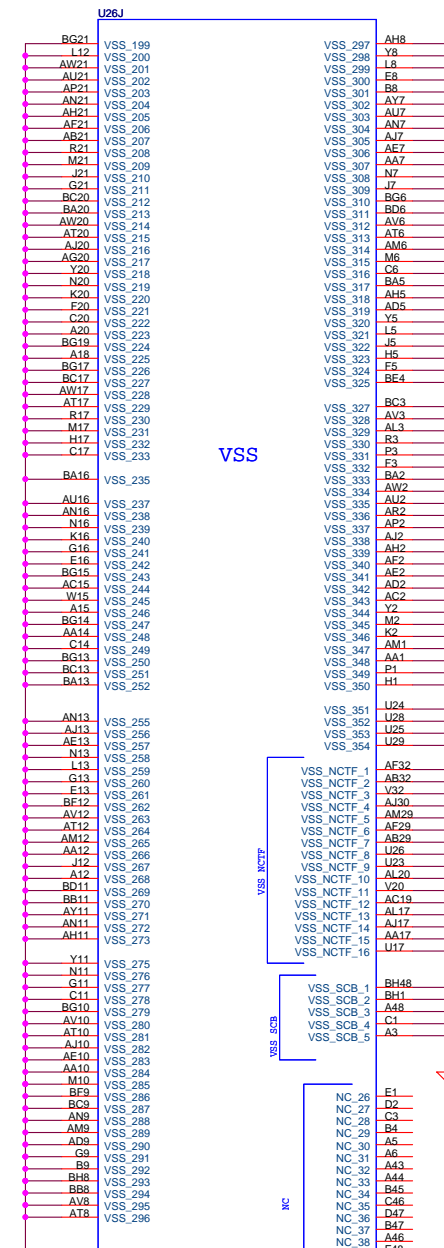 U26J
BG21 VSS_199
L12 VSS_200
AW21 VSS_201
AU21 VSS_202
AP21 VSS_203
AN21 VSS_204
AH21 VSS_205
AF21 VSS_206
AB21 VSS_207
R21 VSS_208
M21 VSS_209
J21 VSS_210
G21 VSS_211
BC20 VSS_212
BA20 VSS_213
AW20 VSS_214
AT20 VSS_215
AJ20 VSS_216
AG20 VSS_217
Y20 VSS_218
N20 VSS_219
K20 VSS_220
F20 VSS_221
C20 VSS_222
A20 VSS_223
BG19 VSS_224
A18 VSS_225
BG17 VSS_226
BC17 VSS_227
AW17 VSS_228
AT17 VSS_229
R17 VSS_230
M17 VSS_231
H17 VSS_232
C17 VSS_233
BA16 VSS_235
AU16 VSS_237
AN16 VSS_238
N16 VSS_239
K16 VSS_240
G16 VSS_241
E16 VSS_242
BG15 VSS_243
AC15 VSS_244
W15 VSS_245
A15 VSS_246
BG14 VSS_247
AA14 VSS_248
C14 VSS_249
BG13 VSS_250
BC13 VSS_251
BA13 VSS_252
AN13 VSS_255
AJ13 VSS_256
AE13 VSS_257
N13 VSS_258
L13 VSS_259
G13 VSS_260
E13 VSS_261
BF12 VSS_262
AV12 VSS_263
AT12 VSS_264
AM12 VSS_265
AA12 VSS_266
J12 VSS_267
A12 VSS_268
BD11 VSS_269
BB11 VSS_270
AY11 VSS_271
AN11 VSS_272
AH11 VSS_273
Y11 VSS_275
N11 VSS_276
G11 VSS_277
C11 VSS_278
BG10 VSS_279
AV10 VSS_280
AT10 VSS_281
AJ10 VSS_282
AE10 VSS_283
AA10 VSS_284
M10 VSS_285
BF9 VSS_286
BC9 VSS_287
AN9 VSS_288
AM9 VSS_289
AD9 VSS_290
G9 VSS_291
B9 VSS_292
BH8 VSS_293
BB8 VSS_294
AV8 VSS_295
AT8 VSS_296
VSS
VSS_297 AH8
VSS_298 Y8
VSS_299 L8
VSS_300 E8
VSS_301 B8
VSS_302 AY7
VSS_303 AU7
VSS_304 AN7
VSS_305 AJ7
VSS_306 AE7
VSS_307 AA7
VSS_308 N7
VSS_309 J7
VSS_310 BG6
VSS_311 BD6
VSS_312 AV6
VSS_313 AT6
VSS_314 AM6
VSS_315 M6
VSS_316 C6
VSS_317 BA5
VSS_318 AH5
VSS_319 AD5
VSS_320 Y5
VSS_321 L5
VSS_322 J5
VSS_323 H5
VSS_324 F5
VSS_325 BE4
VSS_327 BC3
VSS_328 AV3
VSS_329 AL3
VSS_330 R3
VSS_331 P3
VSS_332 F3
VSS_333 BA2
VSS_334 AW2
VSS_335 AU2
VSS_336 AR2
VSS_337 AP2
VSS_338 AJ2
VSS_339 AH2
VSS_340 AF2
VSS_341 AE2
VSS_342 AD2
VSS_343 AC2
VSS_344 Y2
VSS_345 M2
VSS_346 K2
VSS_347 AM1
VSS_348 AA1
VSS_349 P1
VSS_350 H1
VSS_351 U24
VSS_352 U28
VSS_353 U25
VSS_354 U29
VSS NCTF
VSS_NCTF_1 AF32
VSS_NCTF_2 AB32
VSS_NCTF_3 V32
VSS_NCTF_4 AJ30
VSS_NCTF_5 AM29
VSS_NCTF_6 AF29
VSS_NCTF_7 AB29
VSS_NCTF_8 U26
VSS_NCTF_9 U23
VSS_NCTF_10 AL20
VSS_NCTF_11 V20
VSS_NCTF_12 AC19
VSS_NCTF_13 AL17
VSS_NCTF_14 AJ17
VSS_NCTF_15 AA17
VSS_NCTF_16 U17
VSS SCB
VSS_SCB_1 BH48
VSS_SCB_2 BH1
VSS_SCB_3 A48
VSS_SCB_4 C1
VSS_SCB_5 A3
NC
NC_26 E1
NC_27 D2
NC_28 C3
NC_29 B4
NC_30 A5
NC_31 A6
NC_32 A43
NC_33 A44
NC_34 B45
NC_35 C46
NC_36 D47
NC_37 B47
NC_38 A46